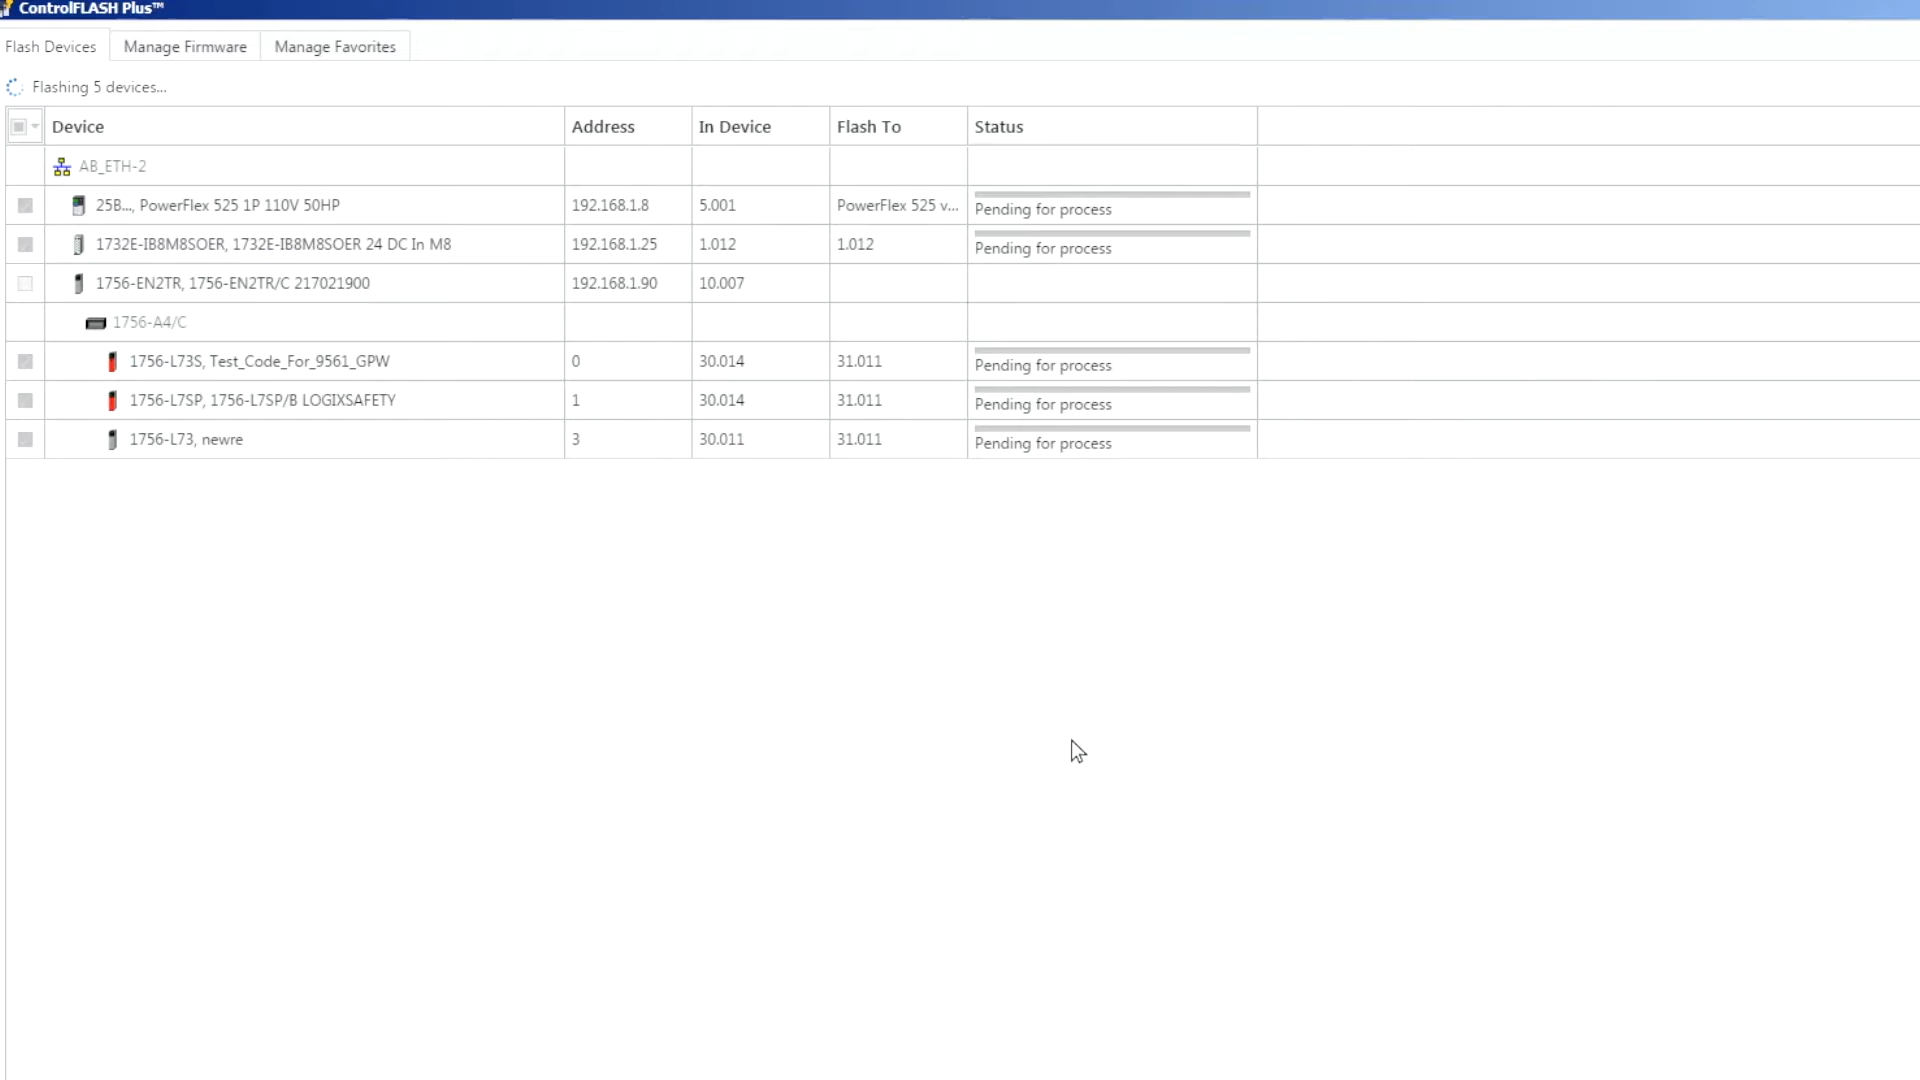 ControlFLASH Plus™
Flash Devices Manage Firmware Manage Favorites
Flashing 5 devices...
Device Address In Device Flash To Status
AB_ETH-2
25B..., PowerFlex 525 1P 110V 50HP 192.168.1.8 5.001 PowerFlex 525 v... Pending for process
1732E-IB8M8SOER, 1732E-IB8M8SOER 24 DC In M8 192.168.1.25 1.012 1.012 Pending for process
1756-EN2TR, 1756-EN2TR/C 217021900 192.168.1.90 10.007
1756-A4/C
1756-L73S, Test_Code_For_9561_GPW 0 30.014 31.011 Pending for process
1756-L7SP, 1756-L7SP/B LOGIXSAFETY 1 30.014 31.011 Pending for process
1756-L73, newre 3 30.011 31.011 Pending for process